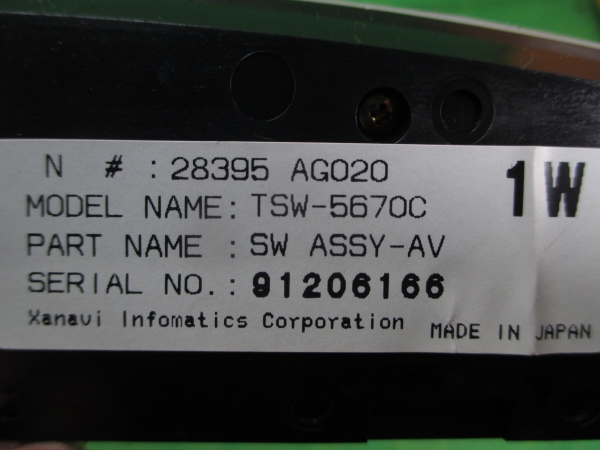 N # : 28395 AG020
1W
MODEL NAME: TSW-5670C
PART NAME : SW ASSY-AV
SERIAL NO. : 91206166
Xanavi Infomatics Corporation MADE IN JAPAN